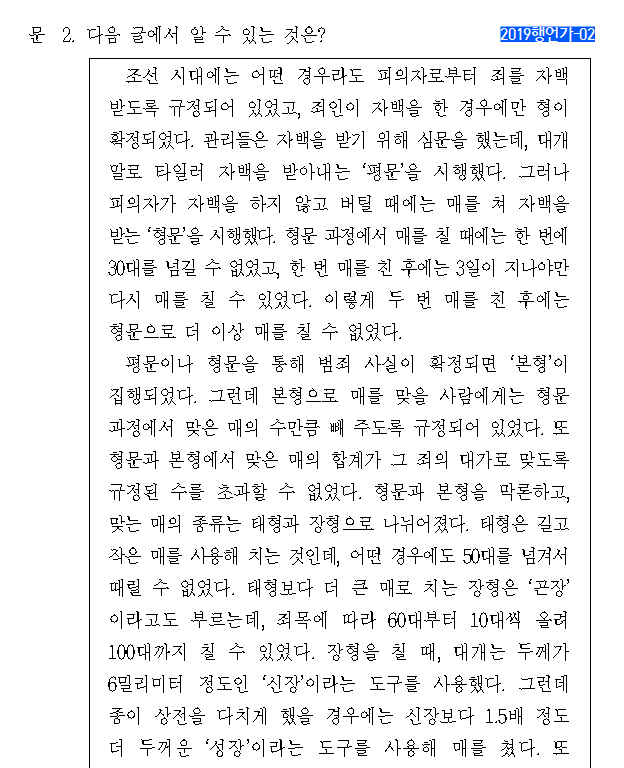 문 2. 다음 글에서 알 수 있는 것은?
2019행언가-02
조선 시대에는 어떤 경우라도 피의자로부터 죄를 자백
받도록 규정되어 있었고, 죄인이 자백을 한 경우에만 형이
확정되었다. 관리들은 자백을 받기 위해 심문을 했는데, 대개
말로 타일러 자백을 받아내는 ‘평문’을 시행했다. 그러나
피의자가 자백을 하지 않고 버틸 때에는 매를 쳐 자백을
받는 ‘형문’을 시행했다. 형문 과정에서 매를 칠 때에는 한 번에
30대를 넘길 수 없었고, 한 번 매를 친 후에는 3일이 지나야만
다시 매를 칠 수 있었다. 이렇게 두 번 매를 친 후에는
형문으로 더 이상 매를 칠 수 없었다.
평문이나 형문을 통해 범죄 사실이 확정되면 ‘본형’이
집행되었다. 그런데 본형으로 매를 맞을 사람에게는 형문
과정에서 맞은 매의 수만큼 빼 주도록 규정되어 있었다. 또
형문과 본형에서 맞은 매의 합계가 그 죄의 대가로 맞도록
규정된 수를 초과할 수 없었다. 형문과 본형을 막론하고,
맞는 매의 종류는 태형과 장형으로 나뉘어졌다. 태형은 길고
작은 매를 사용해 치는 것인데, 어떤 경우에도 50대를 넘겨서
때릴 수 없었다. 태형보다 더 큰 매로 치는 장형은 ‘곤장’
이라고도 부르는데, 죄목에 따라 60대부터 10대씩 올려
100대까지 칠 수 있었다. 장형을 칠 때, 대개는 두께가
6밀리미터 정도인 ‘신장’이라는 도구를 사용했다. 그런데
종이 상전을 다치게 했을 경우에는 신장보다 1.5배 정도
더 두꺼운 ‘성장’이라는 도구를 사용해 매를 쳤다. 또